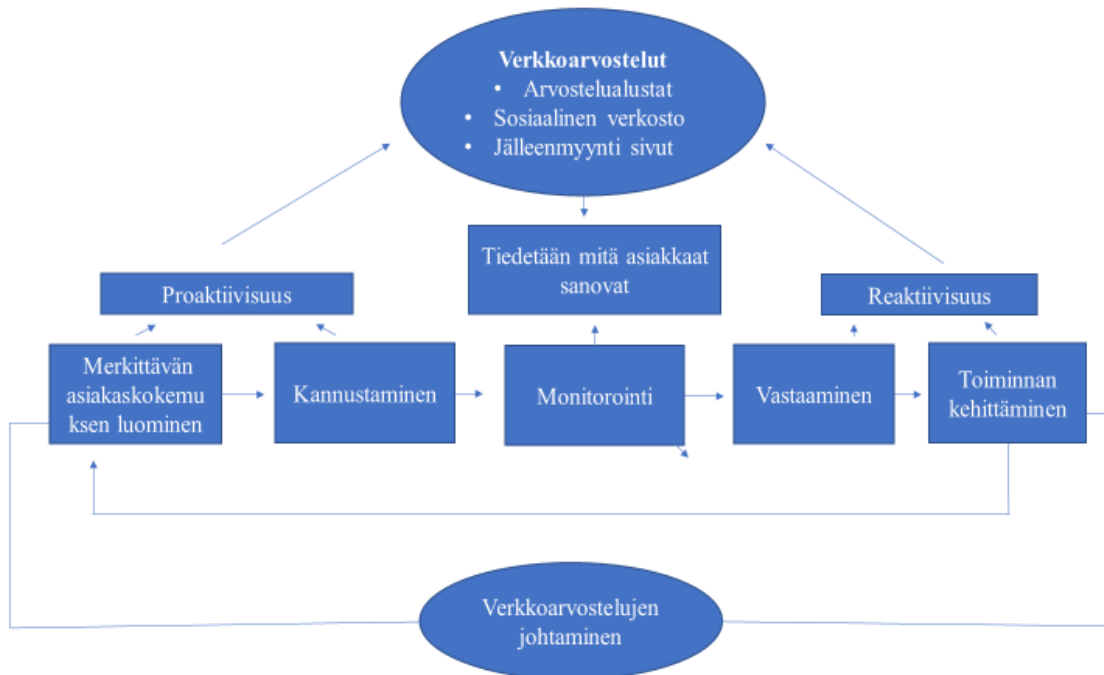 Verkkoarvostelut
• Arvostelualustat
• Sosiaalinen verkosto
• Jälleenmyynti sivut
Tiedetään mitä asiakkaat
sanovat
Proaktiivisuus
Reaktiivisuus
Merkittävän
asiakaskokemu
ksen luominen
Kannustaminen
Monitorointi
Vastaaminen
Toiminnan
kehittäminen
Verkkoarvostelujen
johtaminen